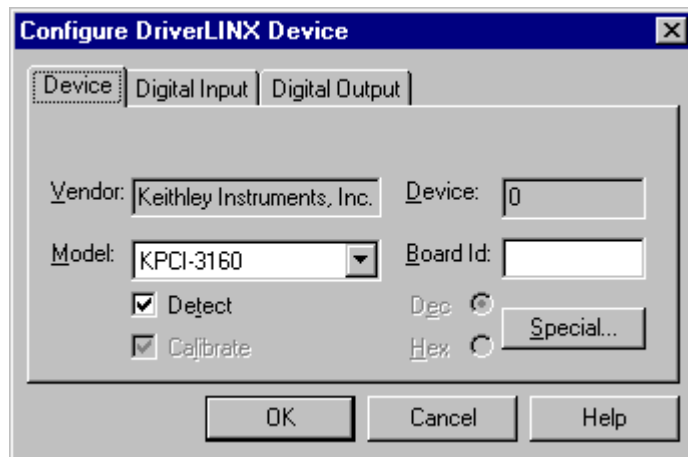 Configure DriverLINX Device
Device Digital Input Digital Output
Vendor: Keithley Instruments, Inc. Device: 0
Model: KPCI-3160 Board Id:
Detect Dec
Special...
Calibrate Hex
OK Cancel Help